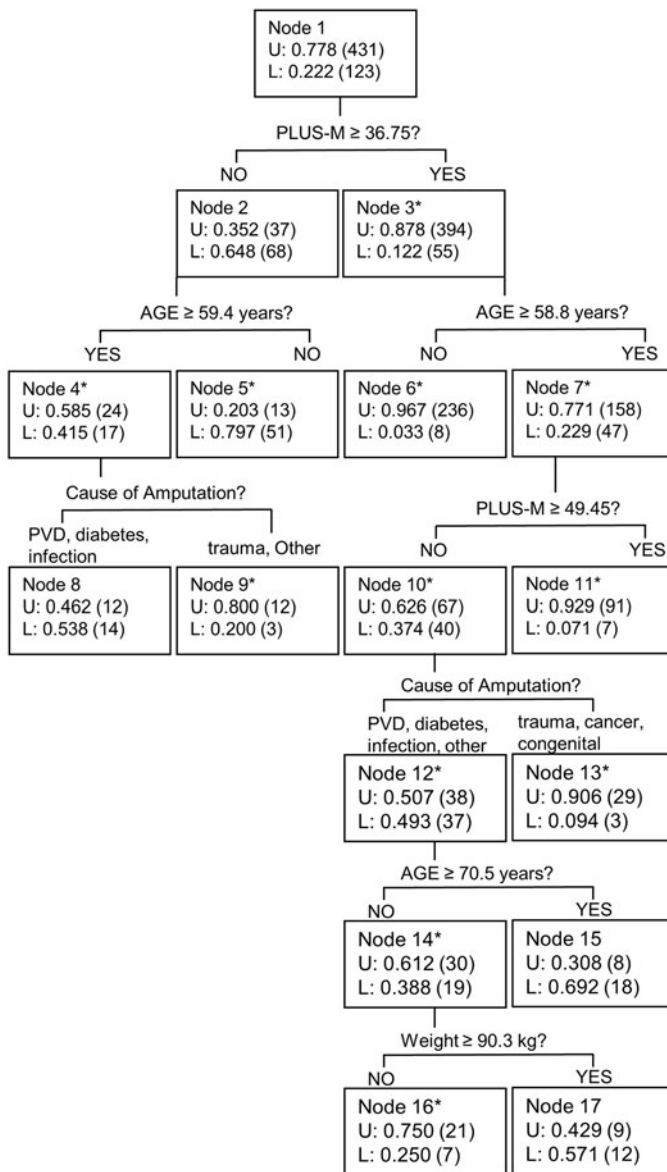 Node 1
U: 0.778 (431)
L: 0.222 (123)
PLUS-M ≥ 36.75?
NO
YES
Node 2
U: 0.352 (37)
L: 0.648 (68)
Node 3*
U: 0.878 (394)
L: 0.122 (55)
AGE ≥ 59.4 years?
YES
NO
AGE ≥ 58.8 years?
NO
YES
Node 4*
U: 0.585 (24)
L: 0.415 (17)
Node 5*
U: 0.203 (13)
L: 0.797 (51)
Node 6*
U: 0.967 (236)
L: 0.033 (8)
Node 7*
U: 0.771 (158)
L: 0.229 (47)
Cause of Amputation?
PVD, diabetes,
infection
trauma, Other
PLUS-M ≥ 49.45?
NO
YES
Node 8
U: 0.462 (12)
L: 0.538 (14)
Node 9*
U: 0.800 (12)
L: 0.200 (3)
Node 10*
U: 0.626 (67)
L: 0.374 (40)
Node 11*
U: 0.929 (91)
L: 0.071 (7)
Cause of Amputation?
PVD, diabetes,
infection, other
trauma, cancer,
congenital
Node 12*
U: 0.507 (38)
L: 0.493 (37)
Node 13*
U: 0.906 (29)
L: 0.094 (3)
AGE ≥ 70.5 years?
NO
YES
Node 14*
U: 0.612 (30)
L: 0.388 (19)
Node 15
U: 0.308 (8)
L: 0.692 (18)
Weight ≥ 90.3 kg?
NO
YES
Node 16*
U: 0.750 (21)
L: 0.250 (7)
Node 17
U: 0.429 (9)
L: 0.571 (12)